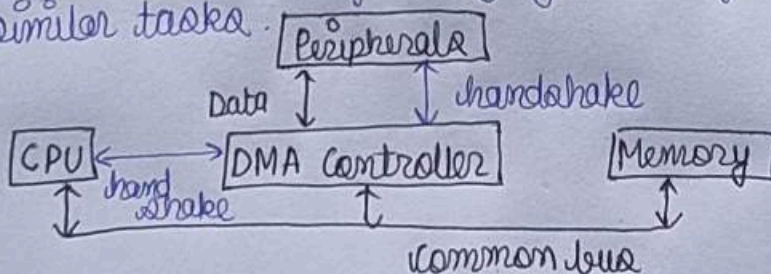 similar tasks.
Peripherals
Data
handshake
CPU
DMA Controller
Memory
hand
shake
common bus